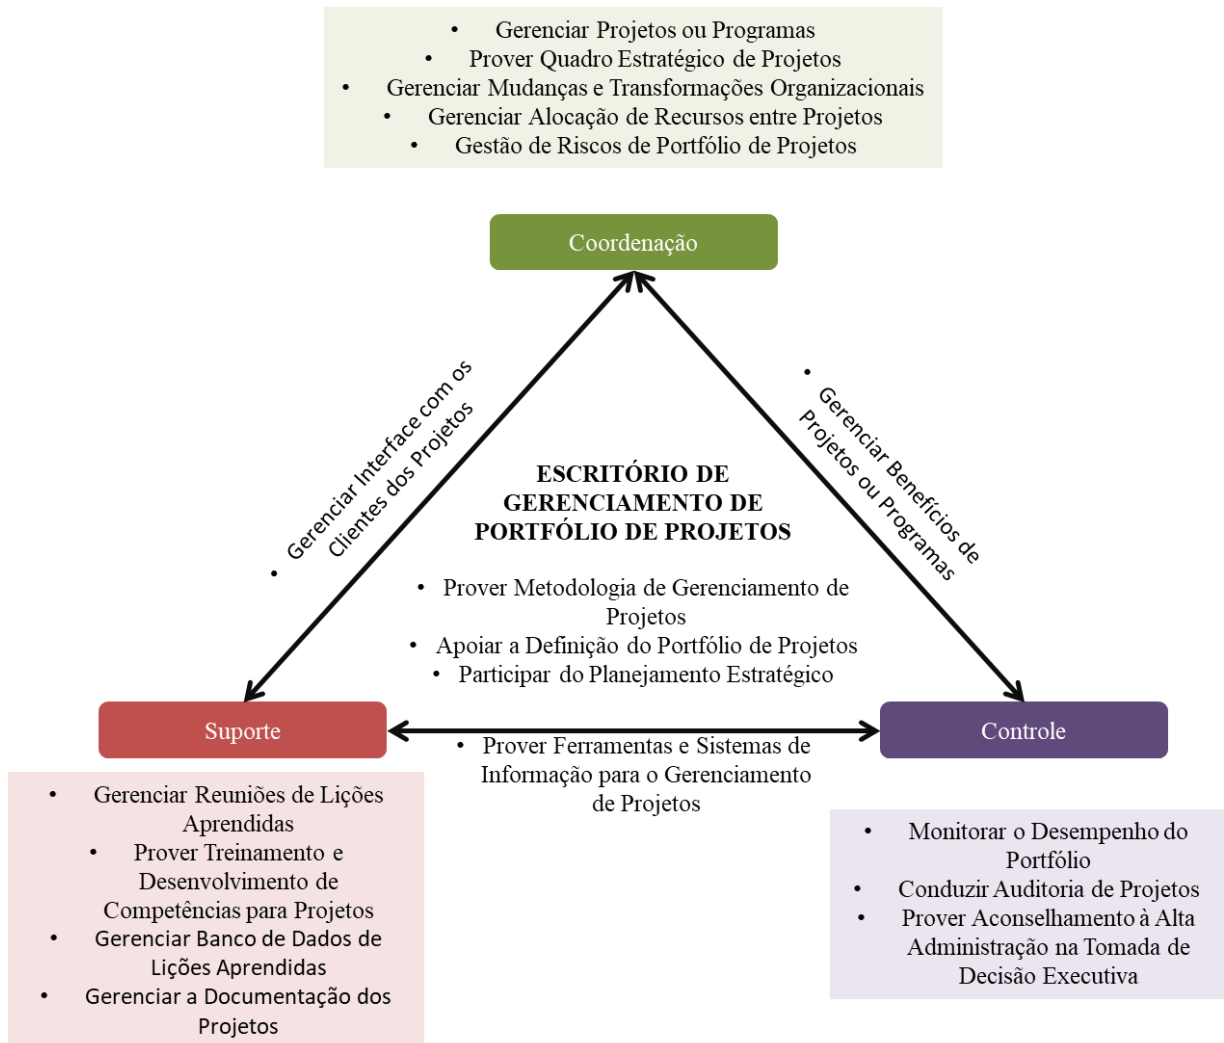 • Gerenciar Projetos ou Programas
• Prover Quadro Estratégico de Projetos
• Gerenciar Mudanças e Transformações Organizacionais
• Gerenciar Alocação de Recursos entre Projetos
• Gestão de Riscos de Portfólio de Projetos
Coordenação
• Gerenciar Interface com os
Clientes dos Projetos
• Gerenciar Benefícios de
Projetos ou Programas
ESCRITÓRIO DE
GERENCIAMENTO DE
PORTFÓLIO DE PROJETOS
• Prover Metodologia de Gerenciamento de
Projetos
• Apoiar a Definição do Portfólio de Projetos
• Participar do Planejamento Estratégico
Suporte
• Prover Ferramentas e Sistemas de
Informação para o Gerenciamento
de Projetos
Controle
• Gerenciar Reuniões de Lições
Aprendidas
• Prover Treinamento e
Desenvolvimento de
Competências para Projetos
• Gerenciar Banco de Dados de
Lições Aprendidas
• Gerenciar a Documentação dos
Projetos
• Monitorar o Desempenho do
Portfólio
• Conduzir Auditoria de Projetos
• Prover Aconselhamento à Alta
Administração na Tomada de
Decisão Executiva